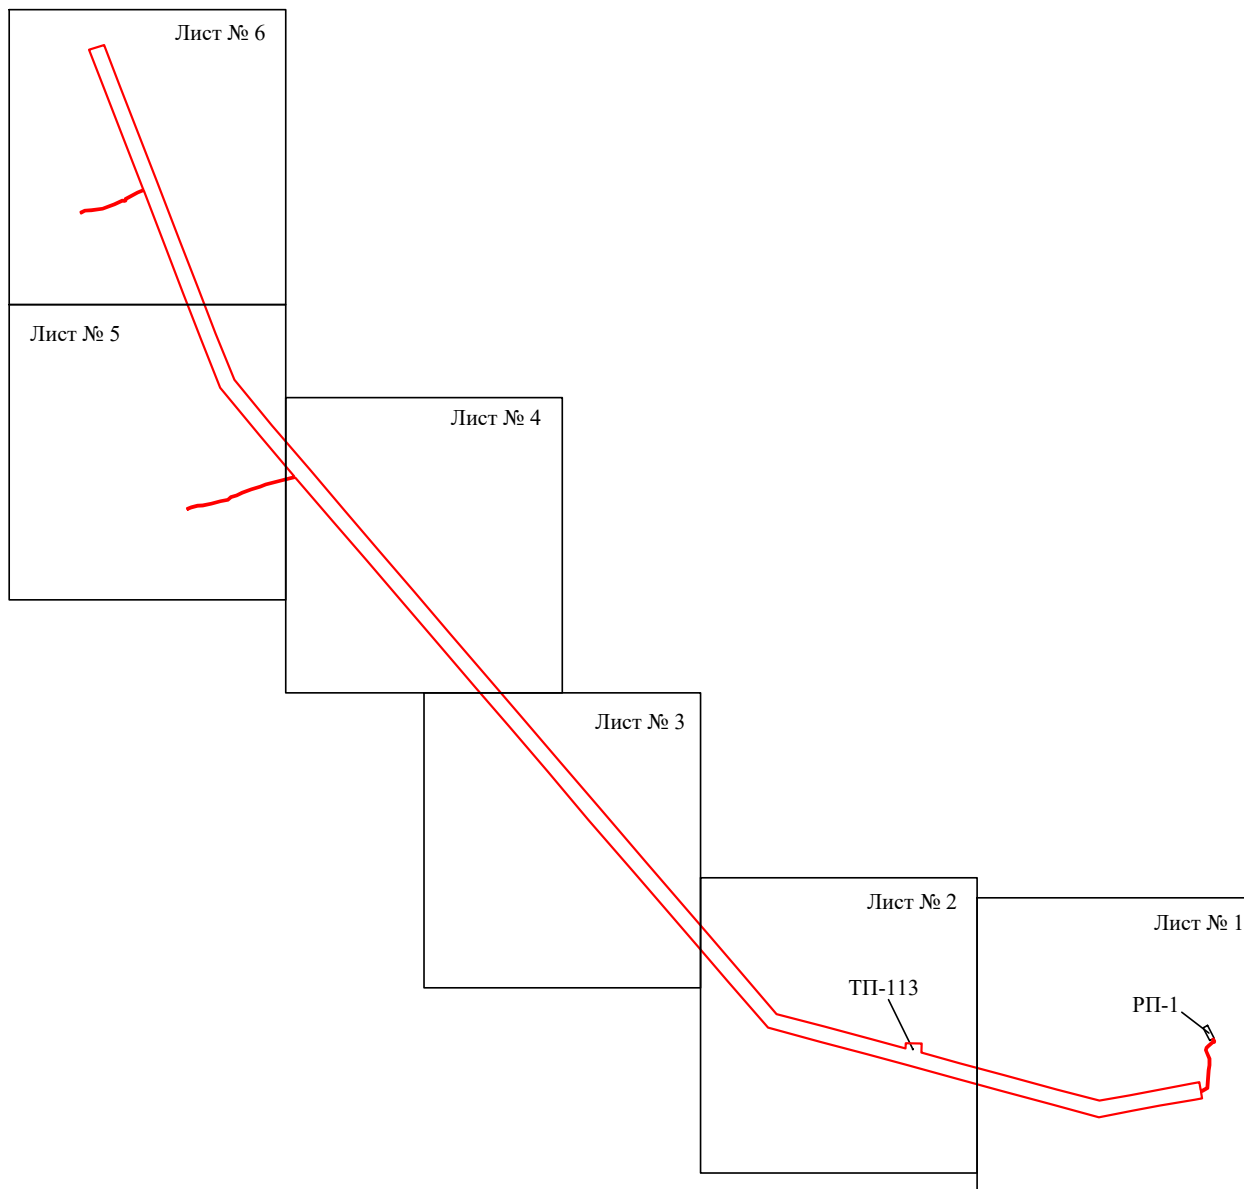 Лист № 6
Лист № 5
Лист № 4
Лист № 3
Лист № 2
Лист № 1
ТП-113
РП-1